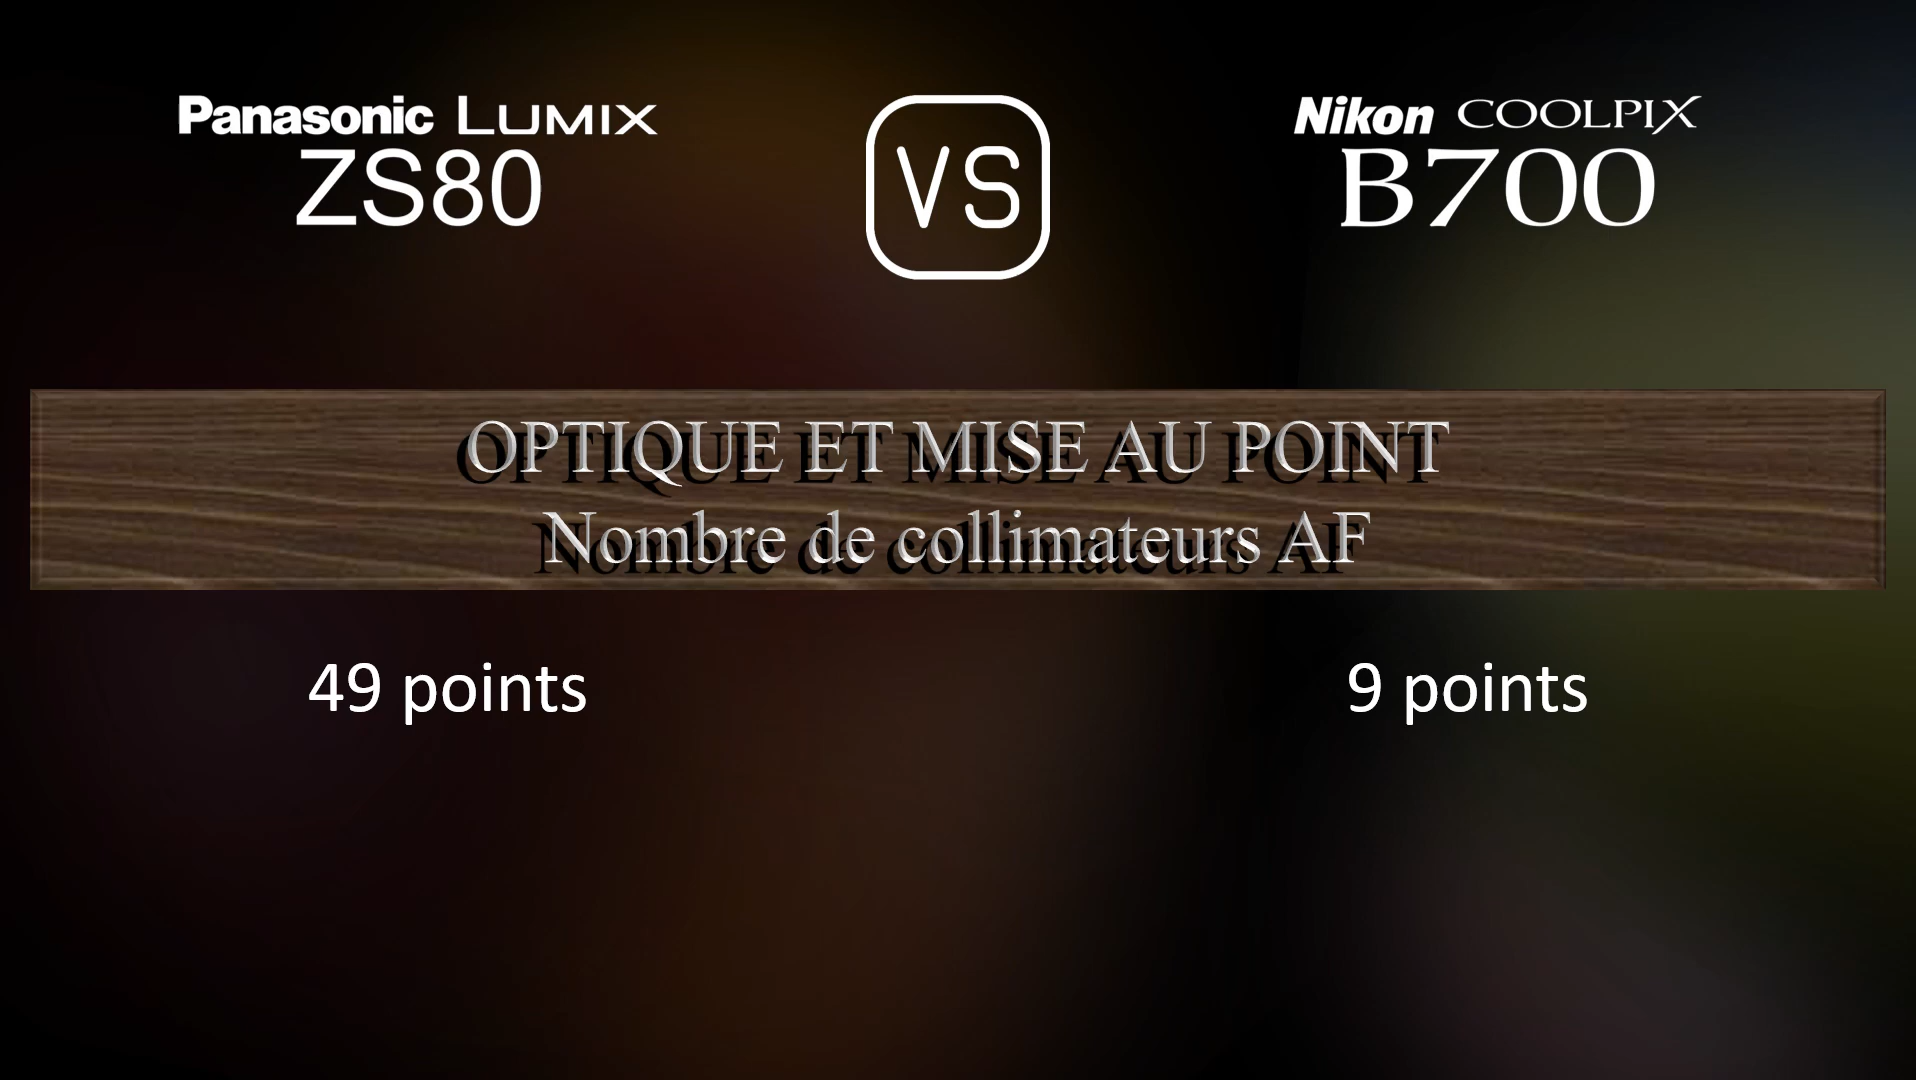 Panasonic LUMIX
ZS80
VS
Nikon COOLPIX
B700
OPTIQUE ET MISE AU POINT
Nombre de collimateurs AF
49 points
9 points